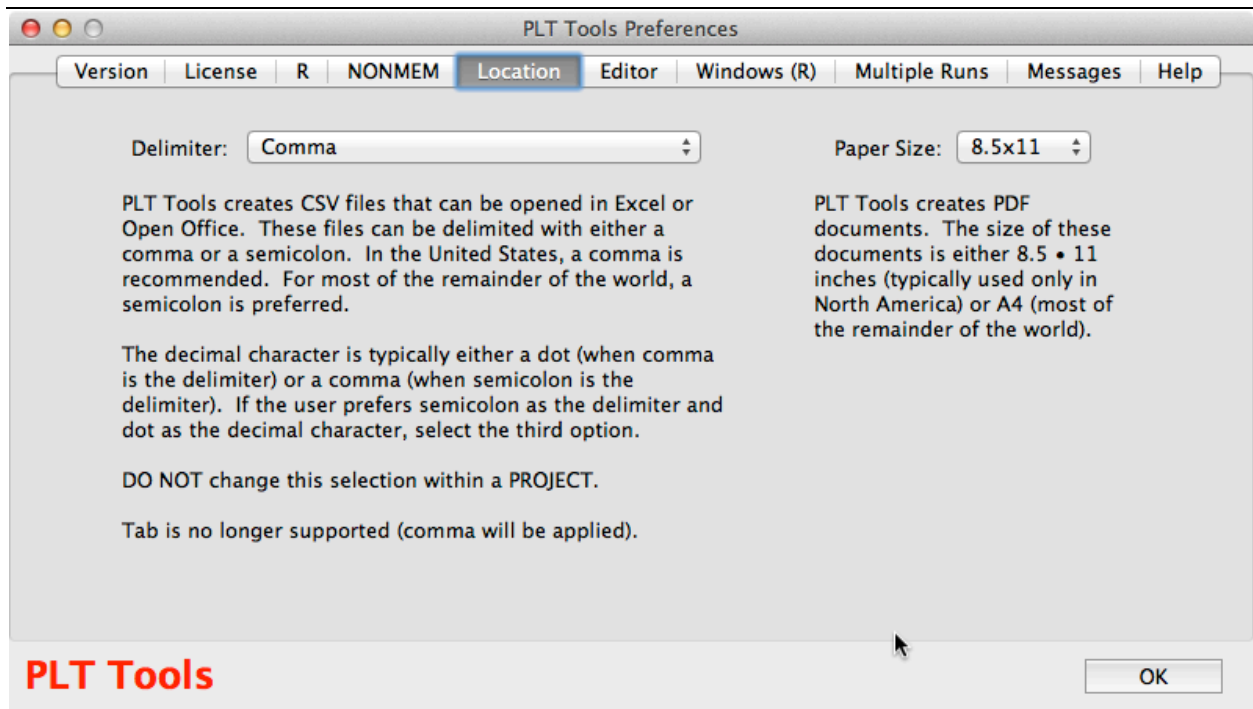 PLT Tools Preferences
Version License R NONMEM Location Editor Windows (R) Multiple Runs Messages Help
Delimiter: Comma
PLT Tools creates CSV files that can be opened in Excel or
Open Office. These files can be delimited with either a
comma or a semicolon. In the United States, a comma is
recommended. For most of the remainder of the world, a
semicolon is preferred.
The decimal character is typically either a dot (when comma
is the delimiter) or a comma (when semicolon is the
delimiter). If the user prefers semicolon as the delimiter and
dot as the decimal character, select the third option.
DO NOT change this selection within a PROJECT.
Tab is no longer supported (comma will be applied).
Paper Size: 8.5x11
PLT Tools creates PDF
documents. The size of these
documents is either 8.5 • 11
inches (typically used only in
North America) or A4 (most of
the remainder of the world).
PLT Tools
OK